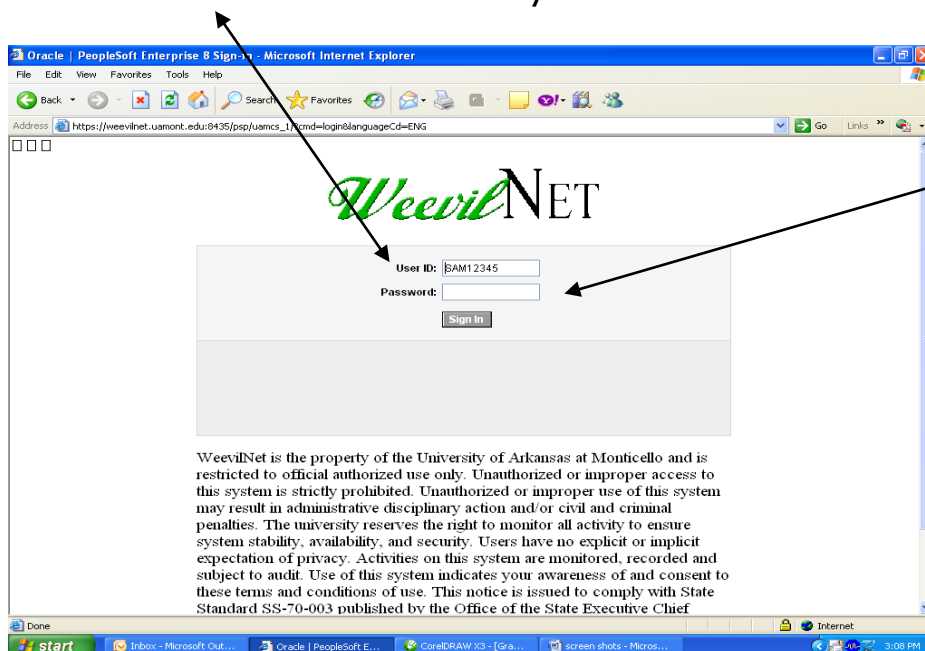 Oracle | PeopleSoft Enterprise 8 Sign-in - Microsoft Internet Explorer
File Edit View Favorites Tools Help
Back Search Favorites
Address https://weevilnet.uamont.edu:8435/psp/uamcs_1/?cmd=login&languageCd=ENG Go Links »
WeevilNET
User ID: SAM12345
Password:
Sign In
WeevilNet is the property of the University of Arkansas at Monticello and is
restricted to official authorized use only. Unauthorized or improper access to
this system is strictly prohibited. Unauthorized or improper use of this system
may result in administrative disciplinary action and/or civil and criminal
penalties. The university reserves the right to monitor all activity to ensure
system stability, availability, and security. Users have no explicit or implicit
expectation of privacy. Activities on this system are monitored, recorded and
subject to audit. Use of this system indicates your awareness of and consent to
these terms and conditions of use. This notice is issued to comply with State
Standard SS-70-003 published by the Office of the State Executive Chief
Done Internet
start Inbox - Microsoft Out... Oracle | PeopleSoft E... CorelDRAW X3 - [Gra... screen shots - Micros... 3:08 PM